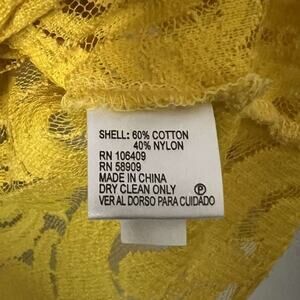 SHELL: 60% COTTON
40% NYLON
RN 106409
RN 58909
MADE IN CHINA
DRY CLEAN ONLY Ⓟ
VER AL DORSO PARA CUIDADO